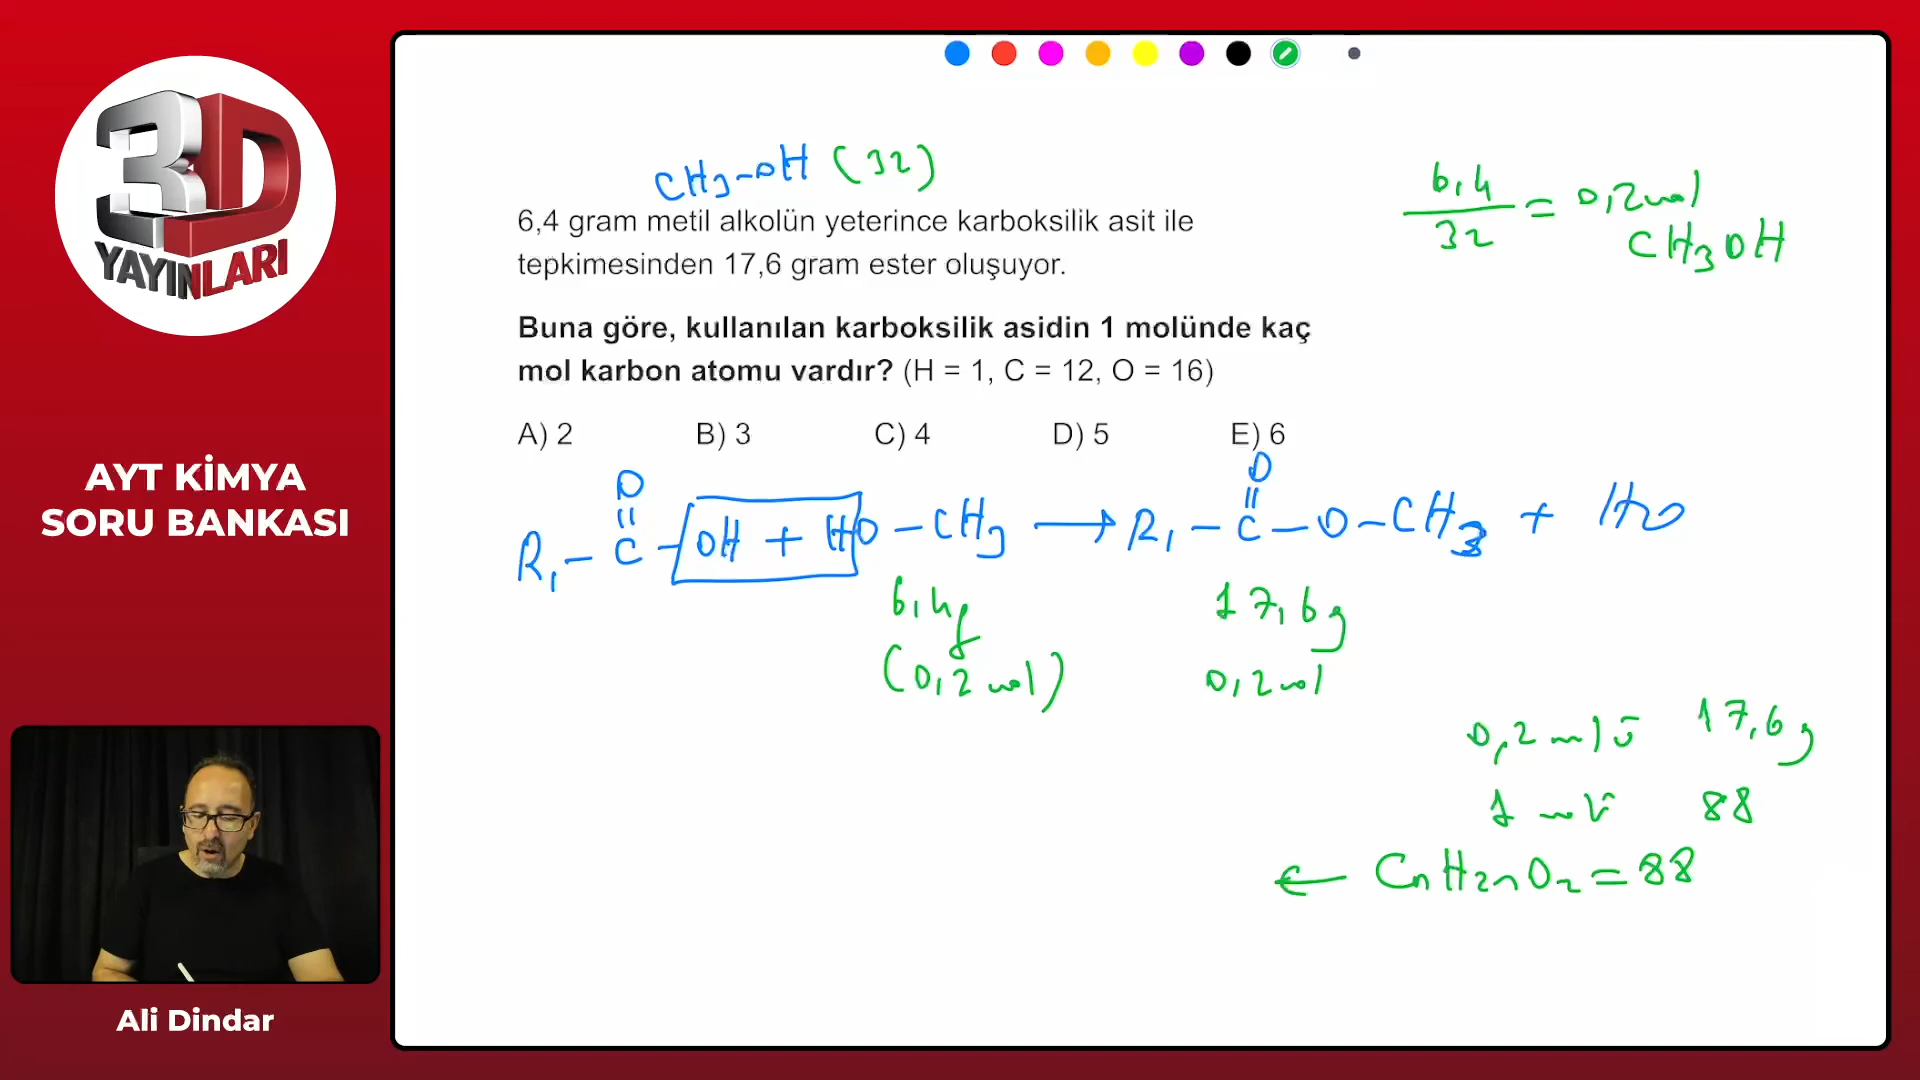 3D
YAYINLARI
AYT KİMYA
SORU BANKASI
Ali Dindar
CH3-OH (32)
6,4 gram metil alkolün yeterince karboksilik asit ile
tepkimesinden 17,6 gram ester oluşuyor.
Buna göre, kullanılan karboksilik asidin 1 molünde kaç
mol karbon atomu vardır? (H = 1, C = 12, O = 16)
A) 2 B) 3 C) 4 D) 5 E) 6
6,4
32
= 0,2 mol
CH3OH
O
||
R1 - C - OH + HO - CH3 → R1 - C - O - CH3 + H2O
O
||
6,4g
(0,2 mol)
17,6g
0,2 mol
0,2 molü 17,6g
1 molü 88
← CnH2nO2 = 88